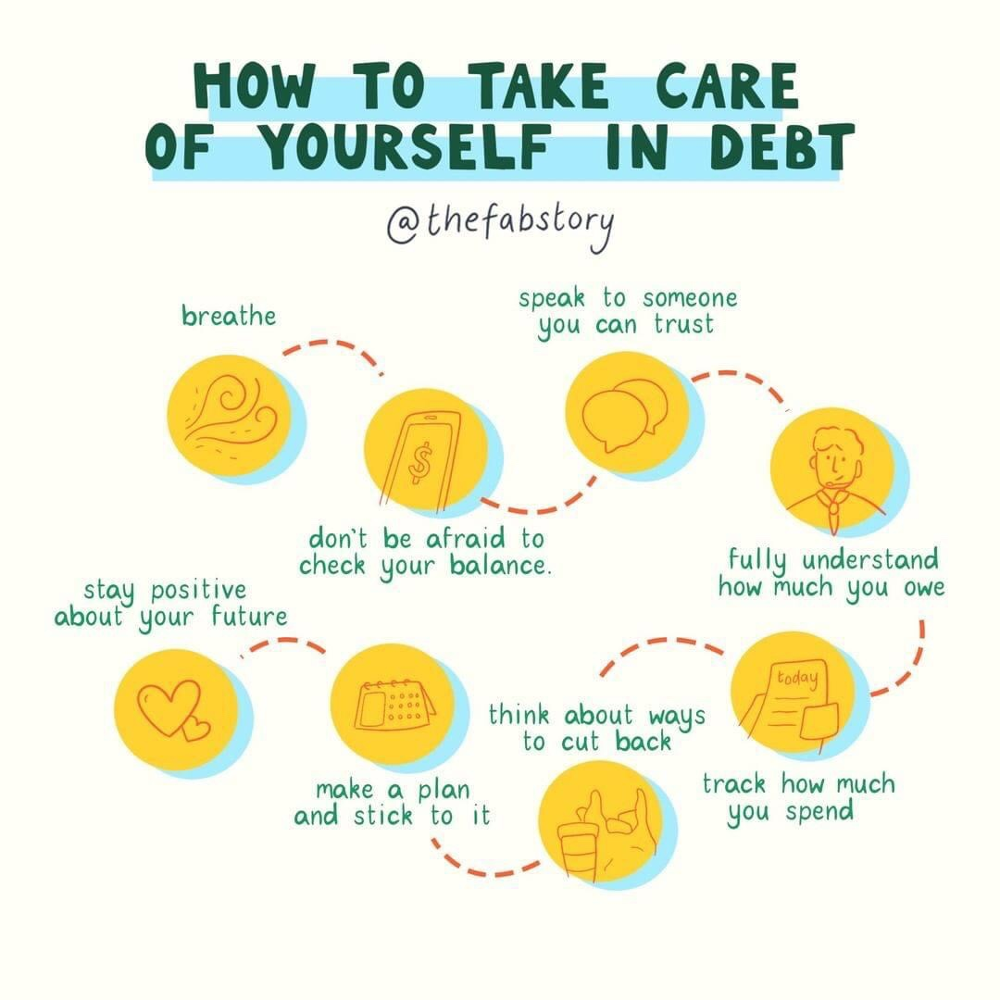 HOW TO TAKE CARE
OF YOURSELF IN DEBT
@thefabstory
breathe
don't be afraid to
check your balance.
$
speak to someone
you can trust
fully understand
how much you owe
today
track how much
you spend
think about ways
to cut back
make a plan
and stick to it
stay positive
about your future